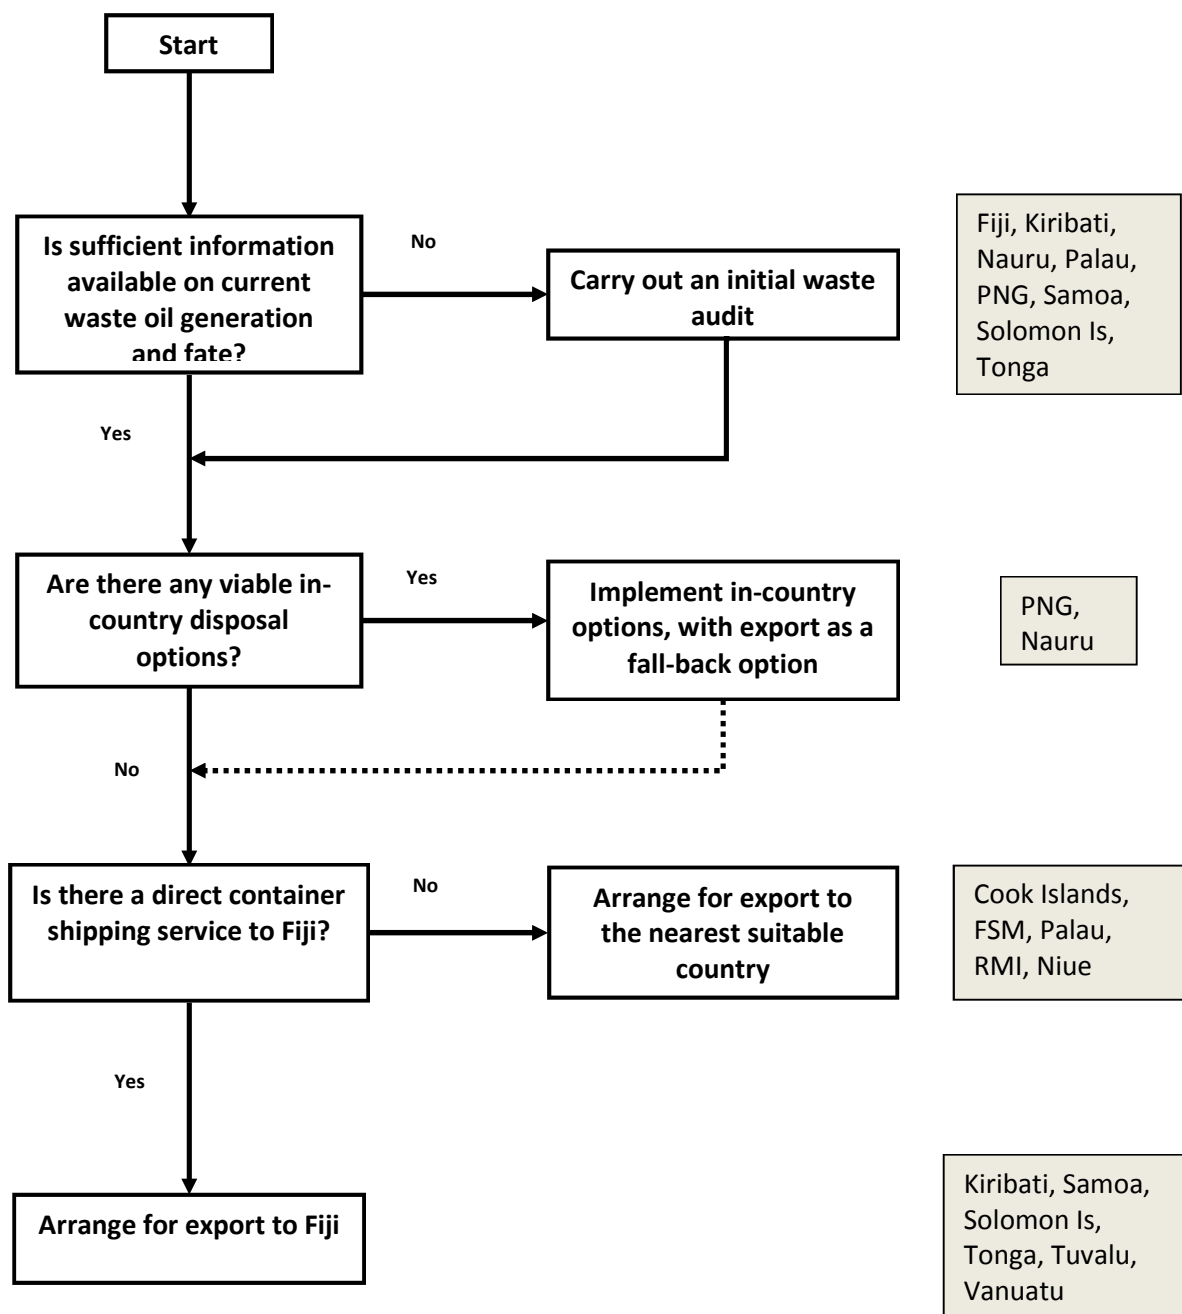 Start
Is sufficient information
available on current
waste oil generation
and fate?
No
Carry out an initial waste
audit
Fiji, Kiribati,
Nauru, Palau,
PNG, Samoa,
Solomon Is,
Tonga
Yes
Are there any viable in-
country disposal
options?
Yes
Implement in-country
options, with export as a
fall-back option
PNG,
Nauru
No
Is there a direct container
shipping service to Fiji?
No
Arrange for export to
the nearest suitable
country
Cook Islands,
FSM, Palau,
RMI, Niue
Yes
Arrange for export to Fiji
Kiribati, Samoa,
Solomon Is,
Tonga, Tuvalu,
Vanuatu